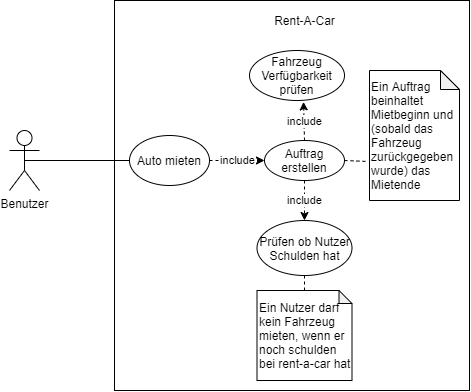 Rent-A-Car
Fahrzeug
Verfügbarkeit
prüfen
Ein Auftrag
beinhaltet
Mietbeginn und
(sobald das
Fahrzeug
zurückgegeben
wurde) das
Mietende
include
Auto mieten
include
Auftrag
erstellen
Benutzer
include
Prüfen ob Nutzer
Schulden hat
Ein Nutzer darf
kein Fahrzeug
mieten, wenn er
noch schulden
bei rent-a-car hat